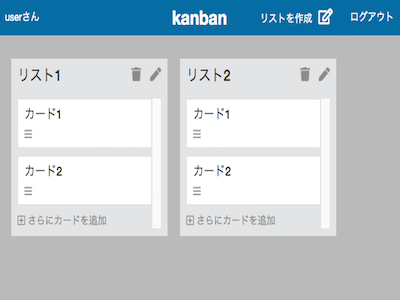 userさん
kanban
リストを作成
ログアウト
リスト1
カード1
カード2
さらにカードを追加
リスト2
カード1
カード2
さらにカードを追加